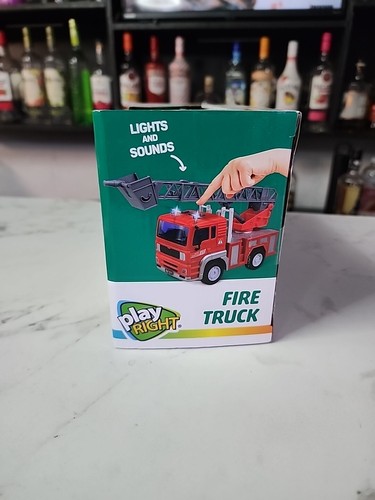 LIGHTS
AND
SOUNDS
FIRE
TRUCK
play
RIGHT